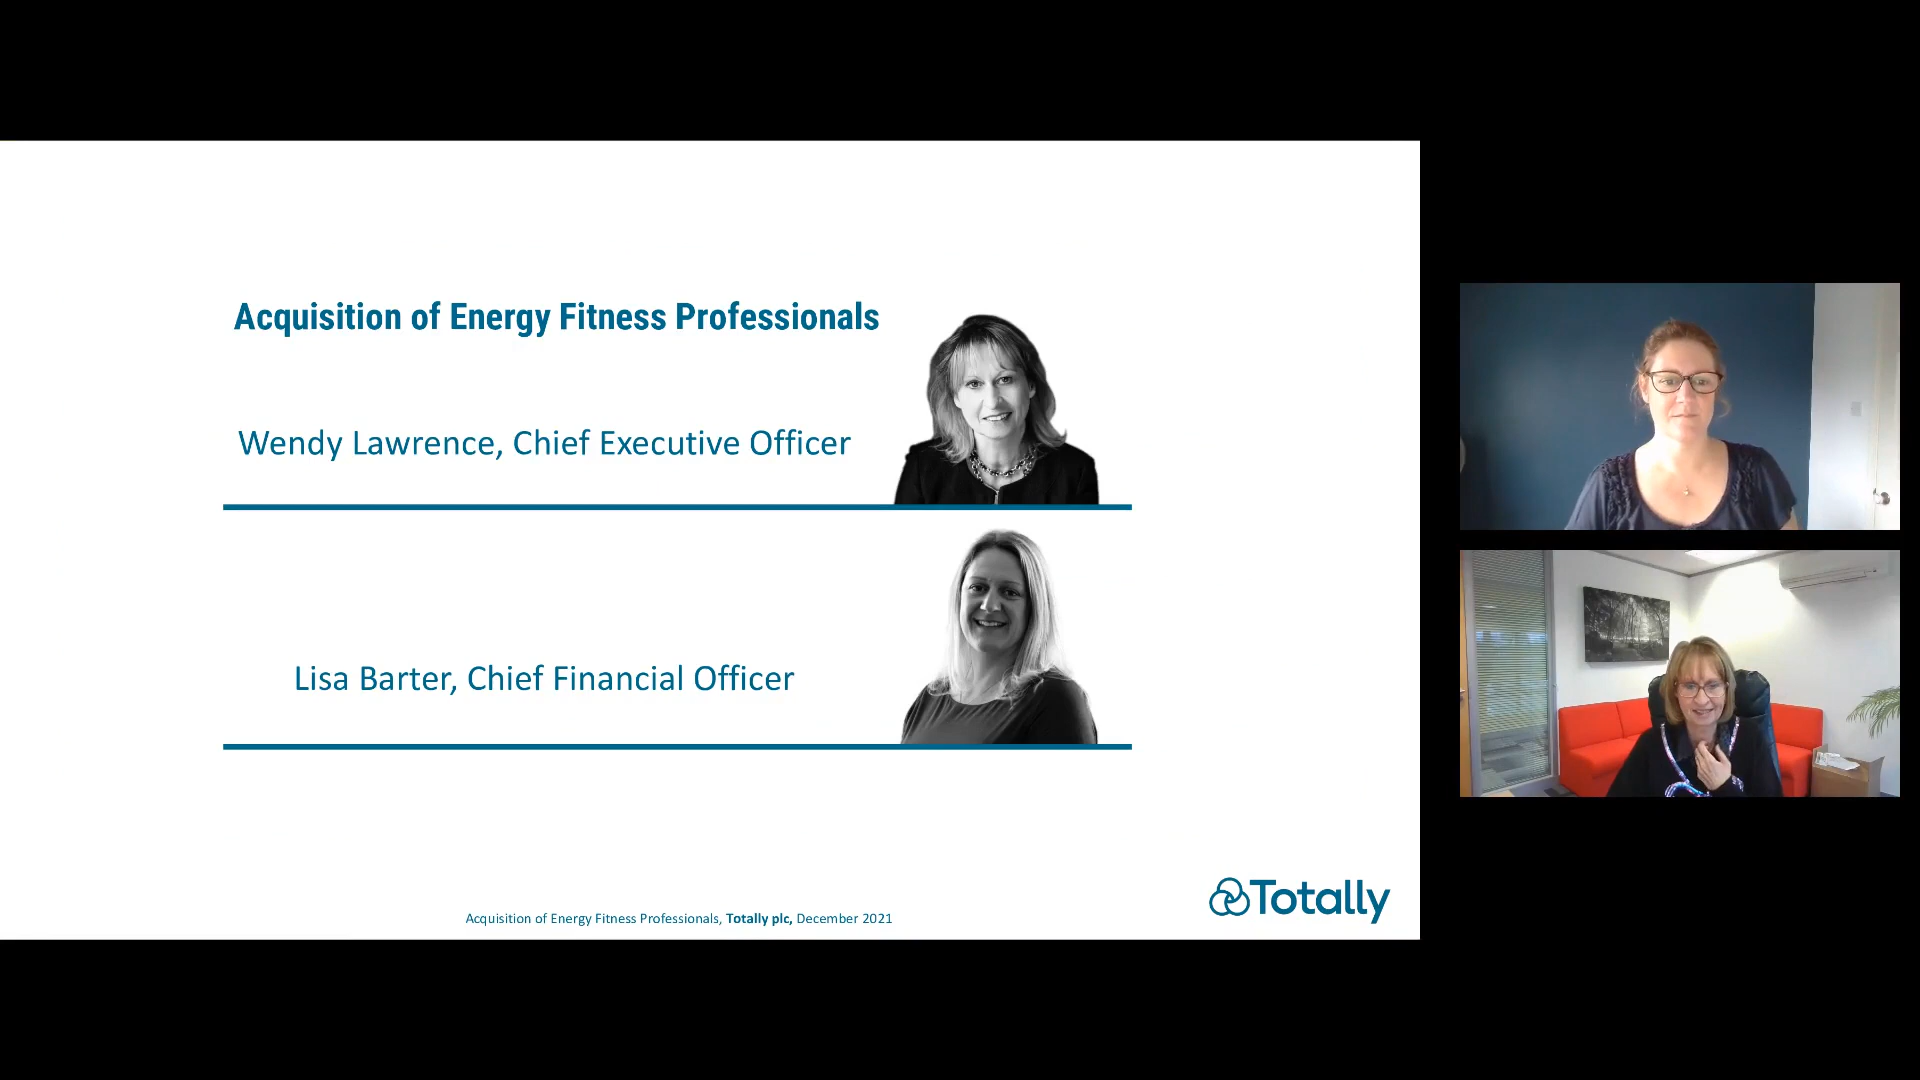 Acquisition of Energy Fitness Professionals
Wendy Lawrence, Chief Executive Officer
Lisa Barter, Chief Financial Officer
Totally
Acquisition of Energy Fitness Professionals, Totally plc, December 2021